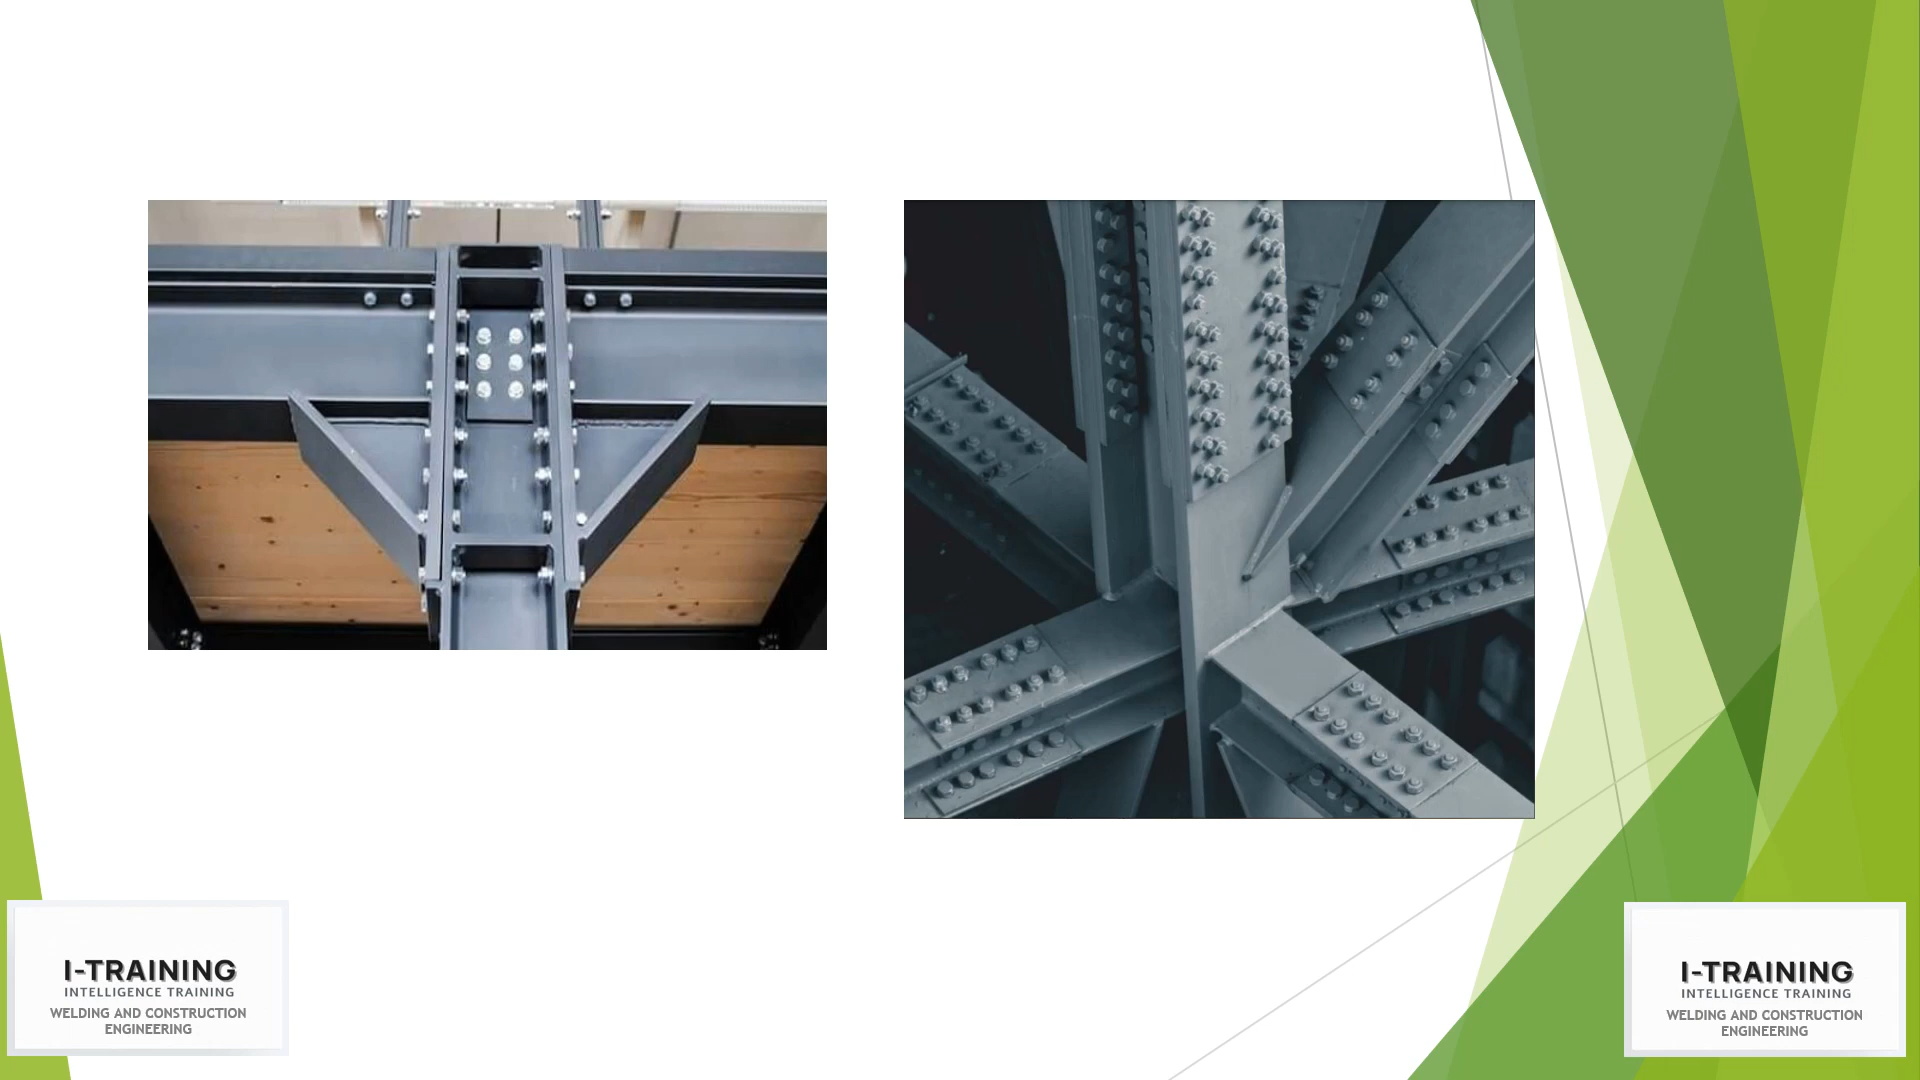 I-TRAINING
INTELLIGENCE TRAINING
WELDING AND CONSTRUCTION
ENGINEERING
I-TRAINING
INTELLIGENCE TRAINING
WELDING AND CONSTRUCTION
ENGINEERING